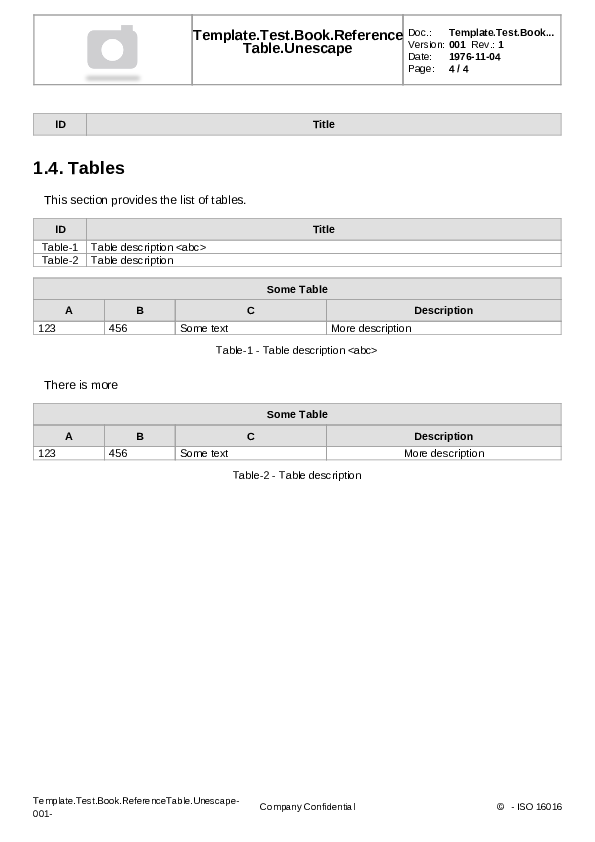 Template.Test.Book.Reference
Table.Unescape
Doc.: Template.Test.Book...
Version: 001 Rev.: 1
Date: 1976-11-04
Page: 4 / 4
ID Title
1.4. Tables
This section provides the list of tables.
ID Title
Table-1 Table description <abc>
Table-2 Table description
Some Table
A B C Description
123 456 Some text More description
Table-1 - Table description <abc>
There is more
Some Table
A B C Description
123 456 Some text More description
Table-2 - Table description
Template.Test.Book.ReferenceTable.Unescape-
001-
Company Confidential
© - ISO 16016